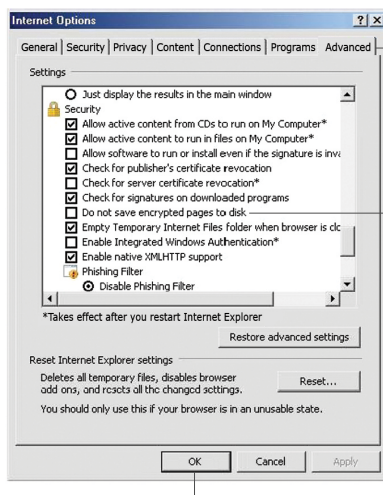 Internet Options
General Security Privacy Content Connections Programs Advanced
Settings
Just display the results in the main window
Security
Allow active content from CDs to run on My Computer*
Allow active content to run in files on My Computer*
Allow software to run or install even if the signature is inva
Check for publisher's certificate revocation
Check for server certificate revocation*
Check for signatures on downloaded programs
Do not save encrypted pages to disk
Empty Temporary Internet Files folder when browser is clo
Enable Integrated Windows Authentication*
Enable native XMLHTTP support
Phishing Filter
Disable Phishing Filter
*Takes effect after you restart Internet Explorer
Restore advanced settings
Reset Internet Explorer settings
Deletes all temporary files, disables browser
add ons, and resets all the changed settings.
Reset...
You should only use this if your browser is in an unusable state.
OK Cancel Apply